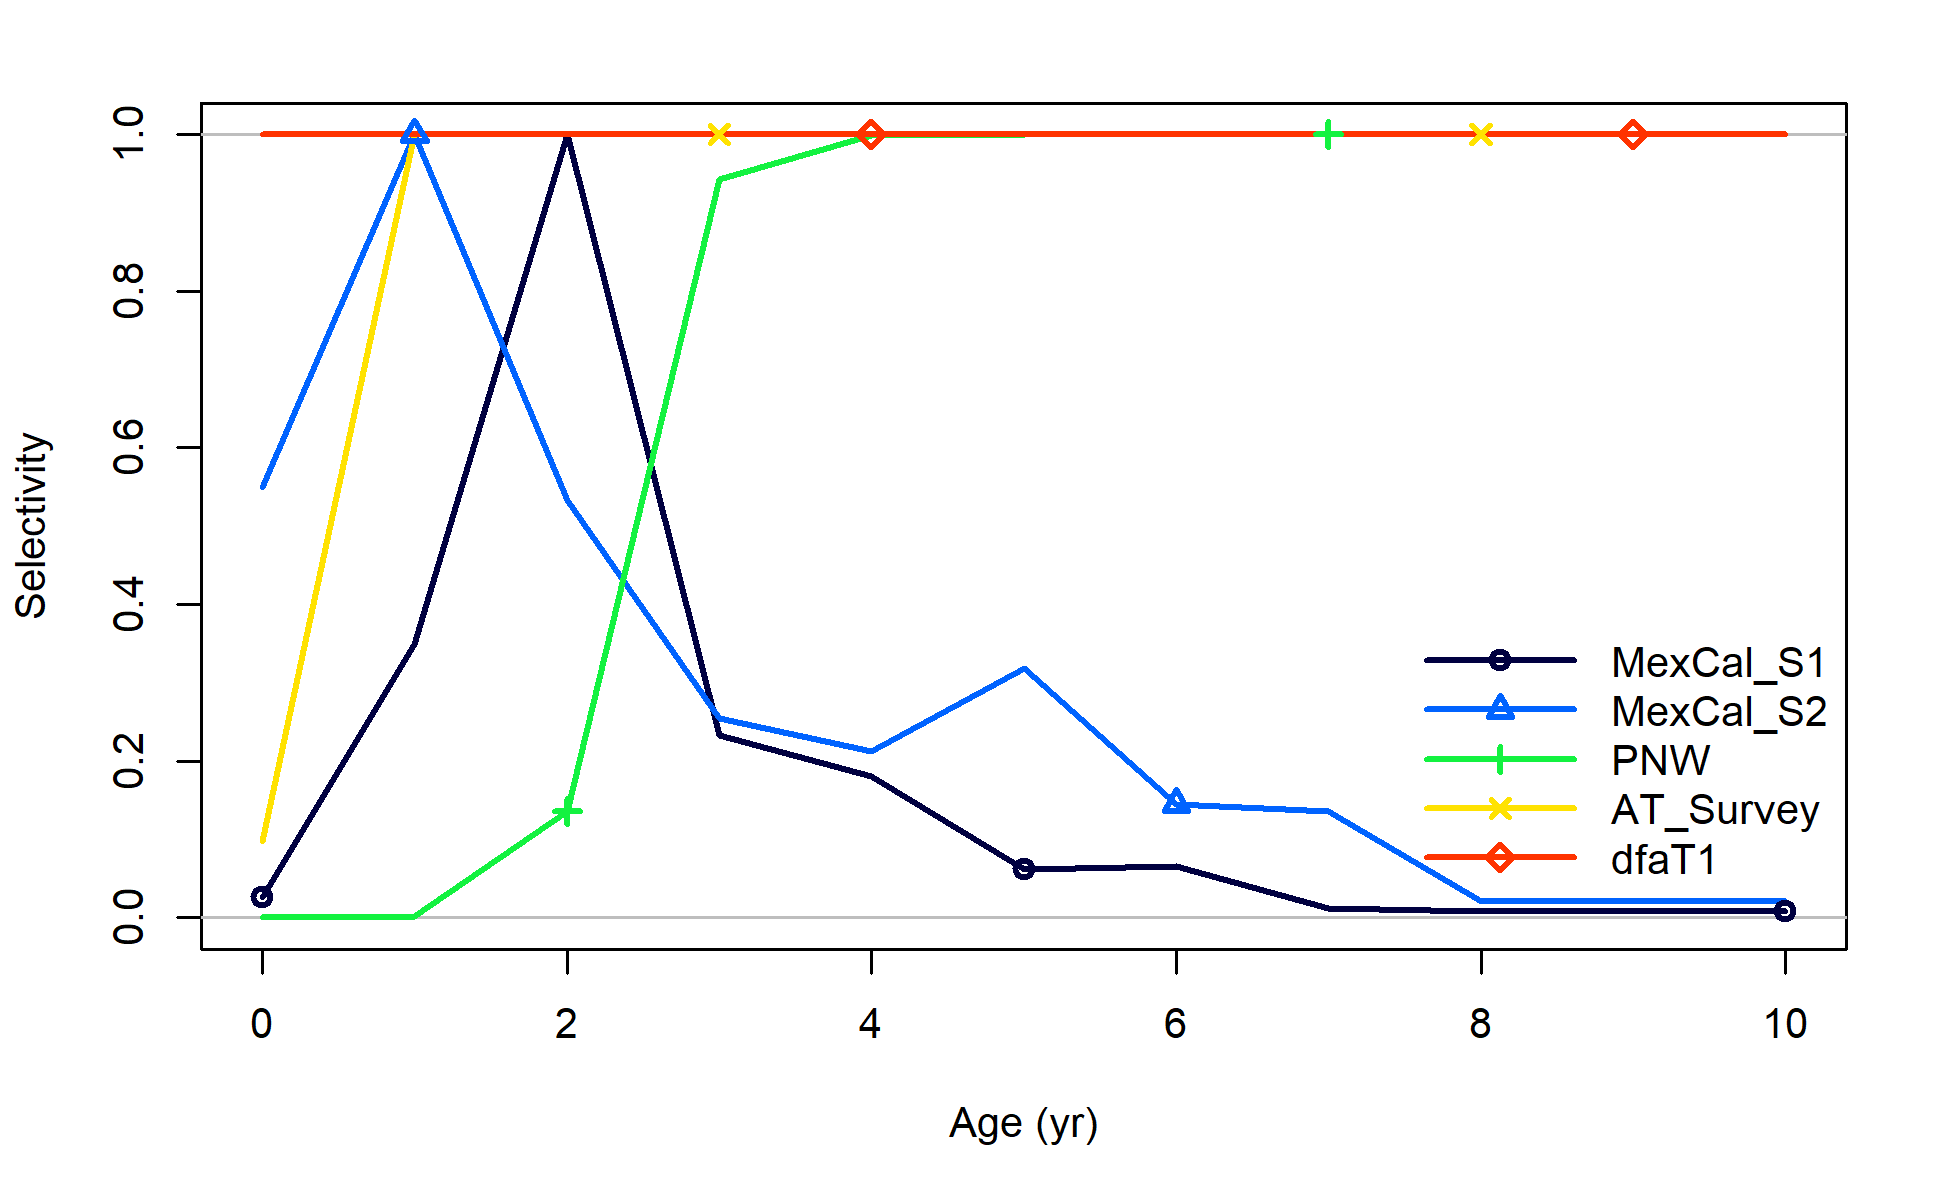 Selectivity
1.0
0.8
0.6
0.4
0.2
0.0
MexCal_S1
MexCal_S2
PNW
AT_Survey
dfaT1
0 2 4 6 8 10
Age (yr)